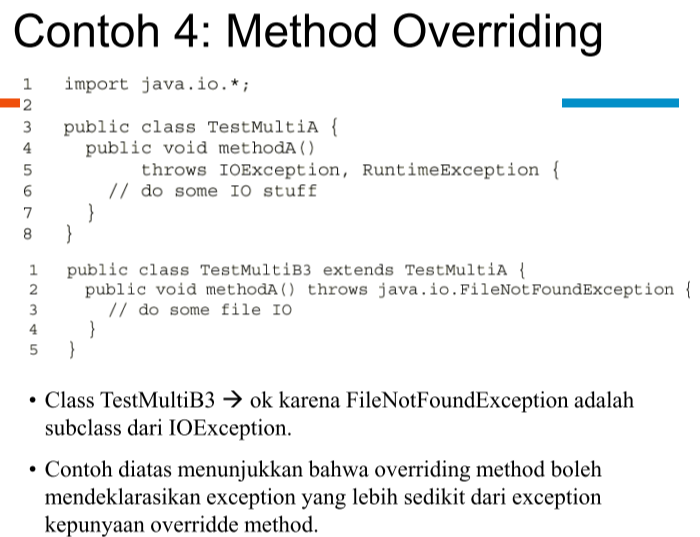 Contoh 4: Method Overriding
1 import java.io.*;
2
3 public class TestMultiA {
4 public void methodA()
5 throws IOException, RuntimeException {
6 // do some IO stuff
7 }
8 }
1 public class TestMultiB3 extends TestMultiA {
2 public void methodA() throws java.io.FileNotFoundException {
3 // do some file IO
4 }
5 }
• Class TestMultiB3 → ok karena FileNotFoundException adalah
subclass dari IOException.
• Contoh diatas menunjukkan bahwa overriding method boleh
mendeklarasikan exception yang lebih sedikit dari exception
kepunyaan overridde method.